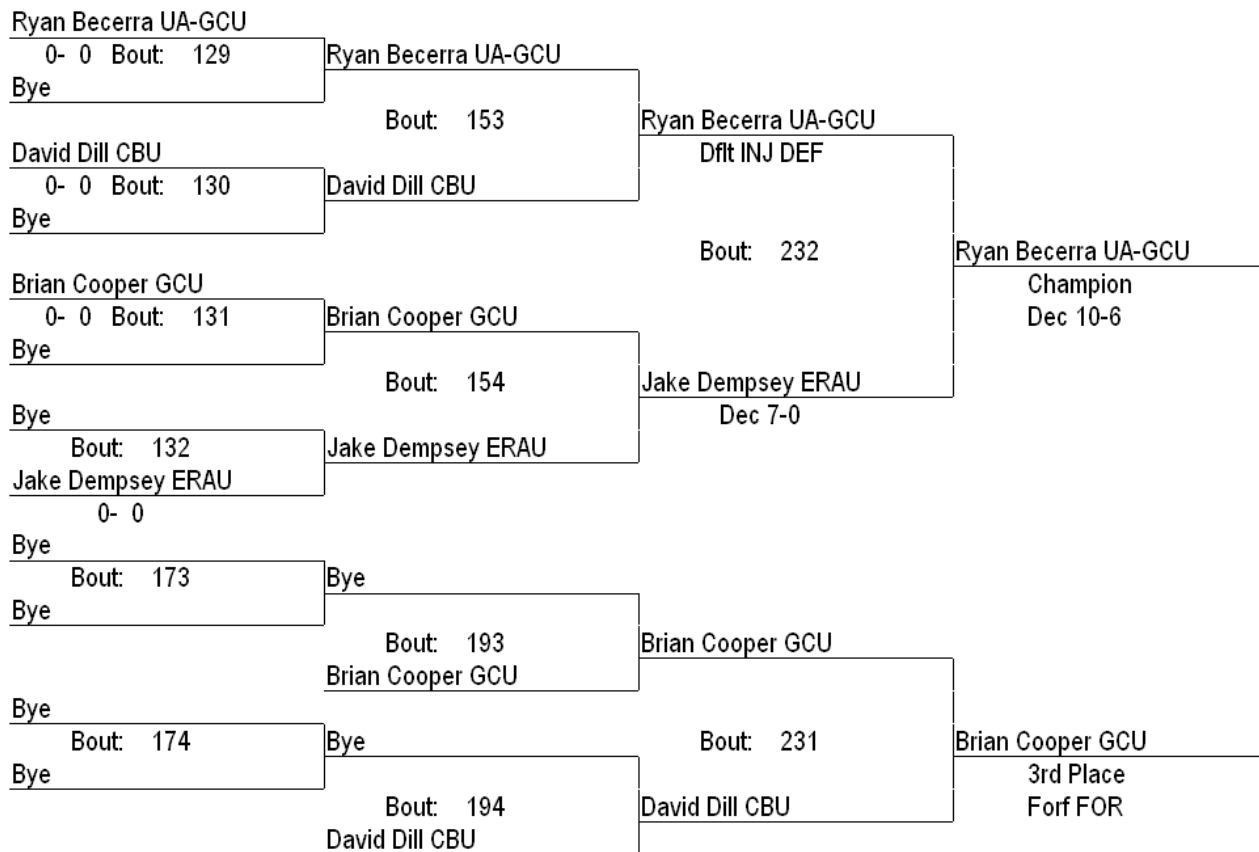 Ryan Becerra UA-GCU
0- 0 Bout: 129
Bye
Ryan Becerra UA-GCU
Bout: 153
David Dill CBU
0- 0 Bout: 130
Bye
David Dill CBU
Ryan Becerra UA-GCU
Dflt INJ DEF
Brian Cooper GCU
0- 0 Bout: 131
Bye
Brian Cooper GCU
Bout: 154
Bye
Bout: 132
Jake Dempsey ERAU
0- 0
Jake Dempsey ERAU
Jake Dempsey ERAU
Dec 7-0
Bout: 232
Ryan Becerra UA-GCU
Champion
Dec 10-6
Bye
Bout: 173
Bye
Bye
Bout: 193
Brian Cooper GCU
Brian Cooper GCU
Bye
Bout: 174
Bye
Bye
Bout: 194
David Dill CBU
David Dill CBU
Bout: 231
Brian Cooper GCU
3rd Place
Forf FOR